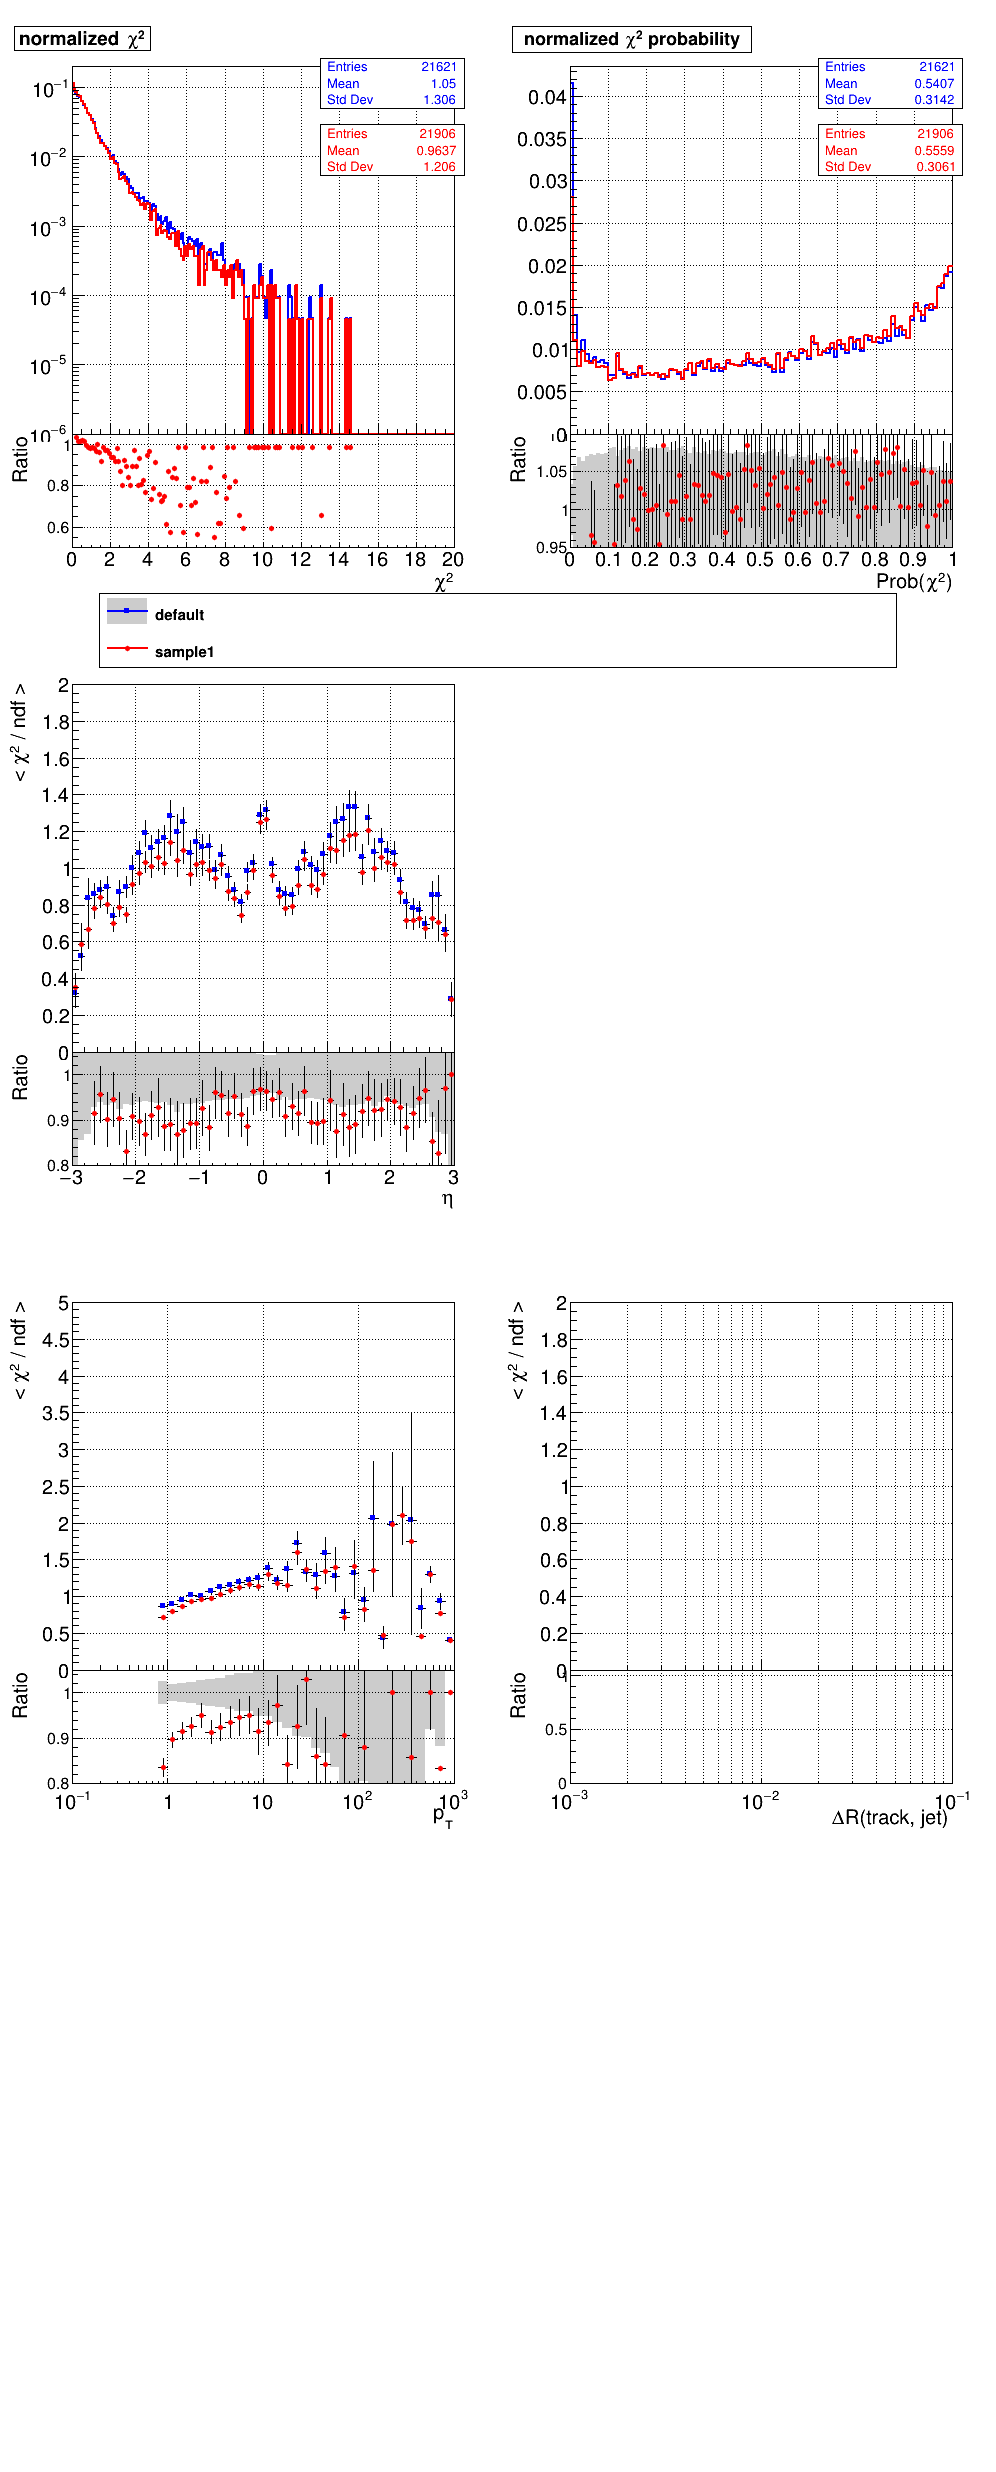 normalized χ²
Entries 21621
Mean 1.05
Std Dev 1.306
Entries 21906
Mean 0.9637
Std Dev 1.206
10⁻¹
10⁻²
10⁻³
10⁻⁴
10⁻⁵
10⁻⁶
Ratio
1
0.8
0.6
0 2 4 6 8 10 12 14 16 18 20
χ²
normalized χ² probability
Entries 21621
Mean 0.5407
Std Dev 0.3142
Entries 21906
Mean 0.5559
Std Dev 0.3061
0.04
0.035
0.03
0.025
0.02
0.015
0.01
0.005
0
Ratio
1.05
1
0.95
0 0.1 0.2 0.3 0.4 0.5 0.6 0.7 0.8 0.9 1
Prob(χ²)
default
sample1
< χ² / ndf >
2
1.8
1.6
1.4
1.2
1
0.8
0.6
0.4
0.2
0
Ratio
1
0.9
0.8
−3 −2 −1 0 1 2 3
η
< χ² / ndf >
5
4.5
4
3.5
3
2.5
2
1.5
1
0.5
0
Ratio
1
0.9
0.8
10⁻¹ 1 10 10² 10³
p_T
< χ² / ndf >
2
1.8
1.6
1.4
1.2
1
0.8
0.6
0.4
0.2
0
Ratio
1
0.5
0
10⁻³ 10⁻² 10⁻¹
ΔR(track, jet)